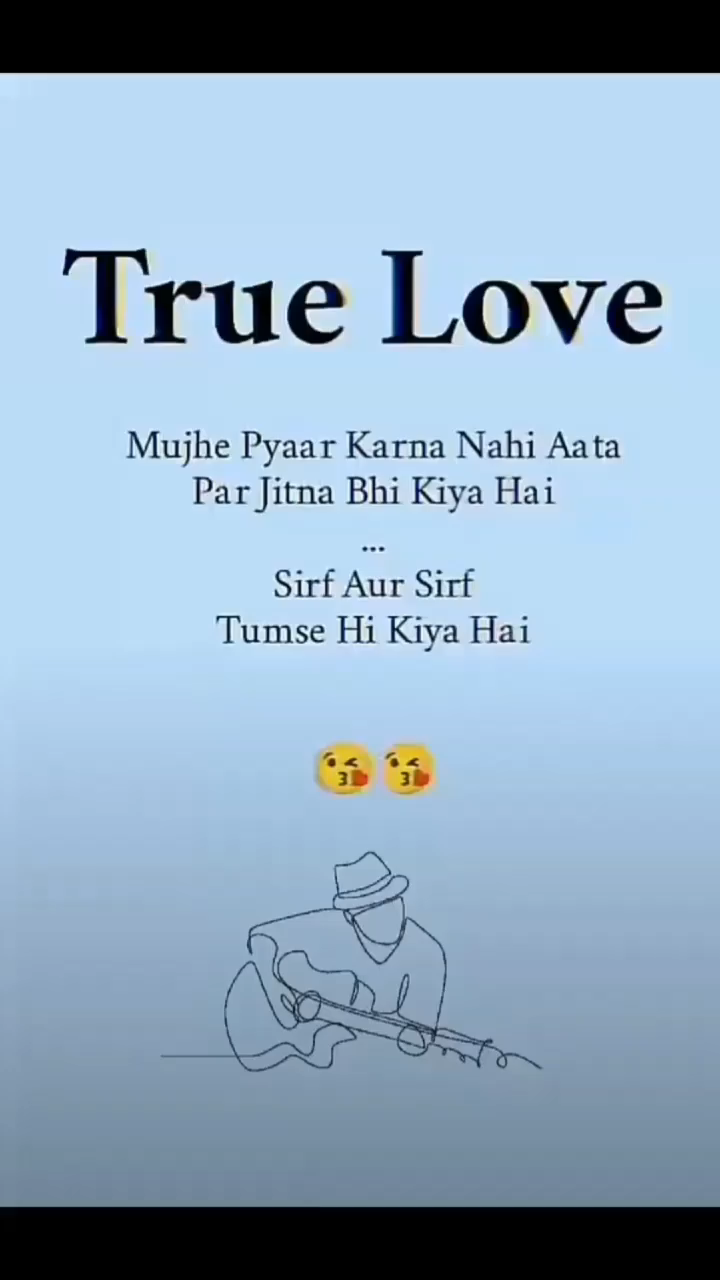 True Love
Mujhe Pyaar Karna Nahi Aata
Par Jitna Bhi Kiya Hai
...
Sirf Aur Sirf
Tumse Hi Kiya Hai
😘😘